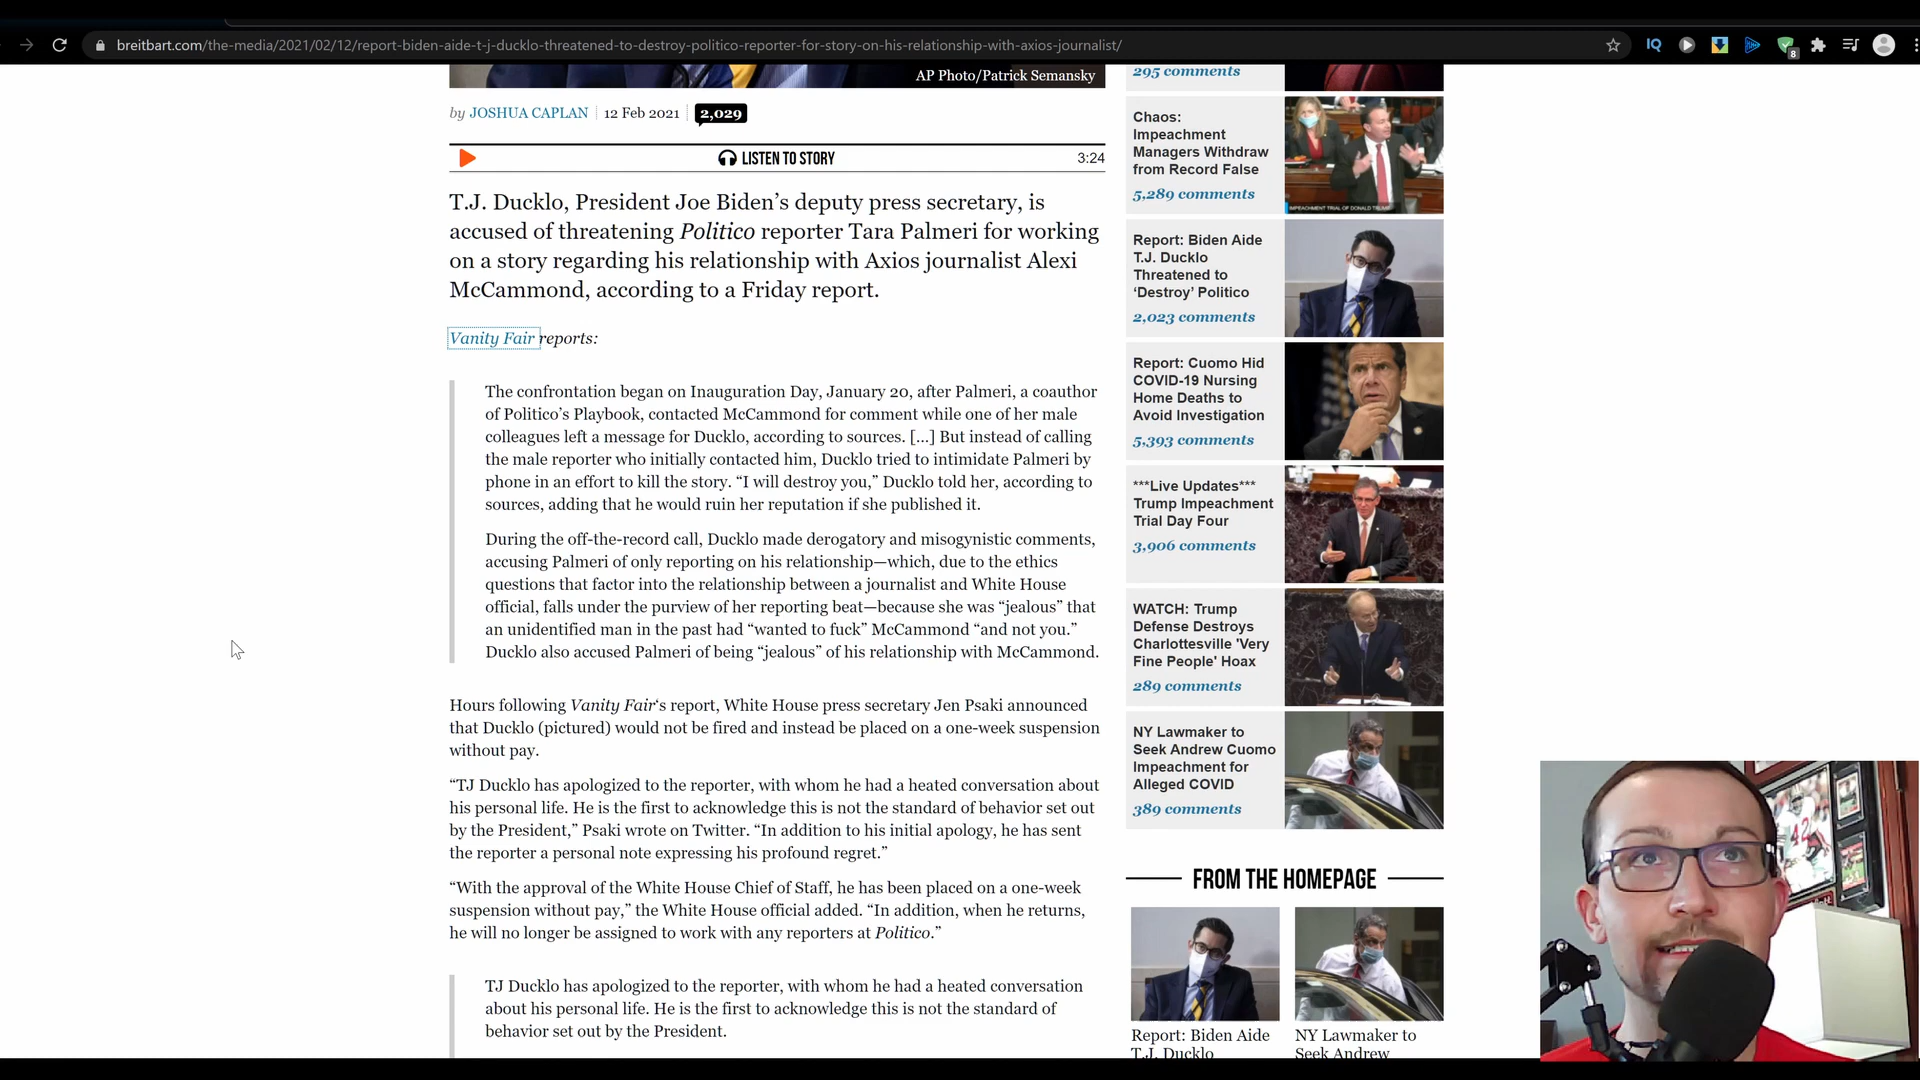 breitbart.com/the-media/2021/02/12/report-biden-aide-t-j-ducklo-threatened-to-destroy-politico-reporter-for-story-on-his-relationship-with-axios-journalist/
IQ
8
AP Photo/Patrick Semansky
by JOSHUA CAPLAN 12 Feb 2021 2,029
LISTEN TO STORY 3:24
T.J. Ducklo, President Joe Biden’s deputy press secretary, is
accused of threatening Politico reporter Tara Palmeri for working
on a story regarding his relationship with Axios journalist Alexi
McCammond, according to a Friday report.
Vanity Fair reports:
The confrontation began on Inauguration Day, January 20, after Palmeri, a coauthor
of Politico’s Playbook, contacted McCammond for comment while one of her male
colleagues left a message for Ducklo, according to sources. […] But instead of calling
the male reporter who initially contacted him, Ducklo tried to intimidate Palmeri by
phone in an effort to kill the story. “I will destroy you,” Ducklo told her, according to
sources, adding that he would ruin her reputation if she published it.
During the off-the-record call, Ducklo made derogatory and misogynistic comments,
accusing Palmeri of only reporting on his relationship—which, due to the ethics
questions that factor into the relationship between a journalist and White House
official, falls under the purview of her reporting beat—because she was “jealous” that
an unidentified man in the past had “wanted to fuck” McCammond “and not you.”
Ducklo also accused Palmeri of being “jealous” of his relationship with McCammond.
Hours following Vanity Fair‘s report, White House press secretary Jen Psaki announced
that Ducklo (pictured) would not be fired and instead be placed on a one-week suspension
without pay.
“TJ Ducklo has apologized to the reporter, with whom he had a heated conversation about
his personal life. He is the first to acknowledge this is not the standard of behavior set out
by the President,” Psaki wrote on Twitter. “In addition to his initial apology, he has sent
the reporter a personal note expressing his profound regret.”
“With the approval of the White House Chief of Staff, he has been placed on a one-week
suspension without pay,” the White House official added. “In addition, when he returns,
he will no longer be assigned to work with any reporters at Politico.”
TJ Ducklo has apologized to the reporter, with whom he had a heated conversation
about his personal life. He is the first to acknowledge this is not the standard of
behavior set out by the President.
295 comments
Chaos:
Impeachment
Managers Withdraw
from Record False
5,289 comments
IMPEACHMENT TRIAL OF DONALD TRUMP
Report: Biden Aide
T.J. Ducklo
Threatened to
‘Destroy’ Politico
2,023 comments
Report: Cuomo Hid
COVID-19 Nursing
Home Deaths to
Avoid Investigation
5,393 comments
***Live Updates***
Trump Impeachment
Trial Day Four
3,906 comments
WATCH: Trump
Defense Destroys
Charlottesville 'Very
Fine People' Hoax
289 comments
NY Lawmaker to
Seek Andrew Cuomo
Impeachment for
Alleged COVID
389 comments
FROM THE HOMEPAGE
Report: Biden Aide
T.J. Ducklo
NY Lawmaker to
Seek Andrew
42